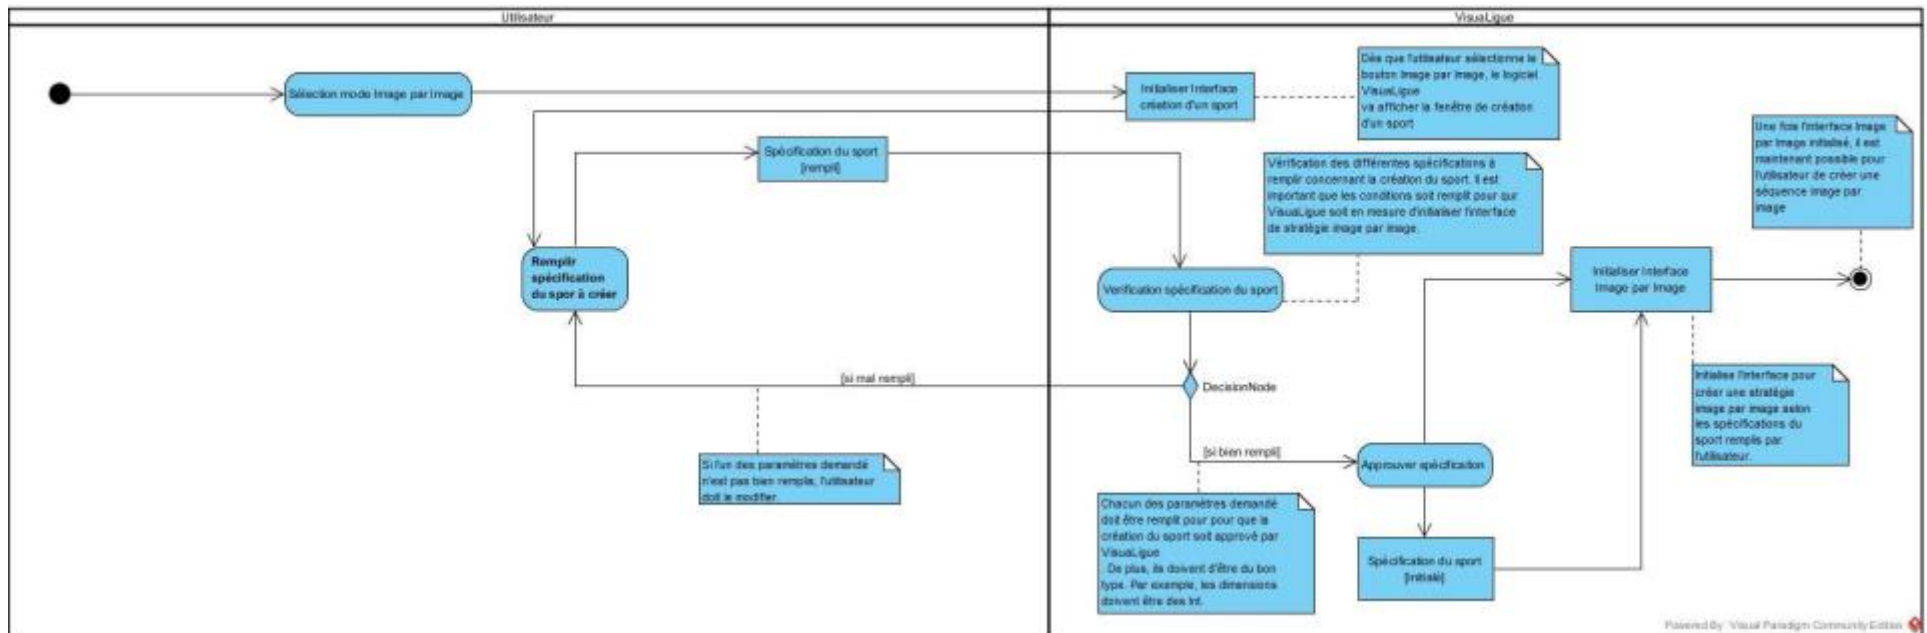 Utilisateur
VisuaLigue
Sélection mode Image par Image
Initialiser Interface
création d'un sport
Dès que l'utilisateur sélectionne le
bouton Image par Image, le logiciel
VisuaLigue
va afficher la fenêtre de création
d'un sport
Une fois l'interface Image
par Image initialisé, il est
maintenant possible pour
l'utilisateur de créer une
séquence image par
image
Spécification du sport
[rempli]
Vérification des différentes spécifications à
remplir concernant la création du sport. Il est
important que les conditions soit remplit pour qur
VisuaLigue soit en mesure d'initialiser l'interface
de stratégie image par image.
Remplir
spécification
du spor à créer
Verification spécification du sport
Initialiser Interface
Image par Image
[si mal rempli]
DecisionNode
Initialise l'interface pour
créer une stratégie
image par image selon
les spécifications du
sport remplis par
l'utilisateur.
Si l'un des paramètres demandé
n'est pas bien remplis, l'utilisateur
doit le modifier.
[si bien rempli]
Approuver spécification
Chacun des paramètres demandé
doit être remplit pour pour que la
création du sport soit apprové par
VisuaLigue
. De plus, ils doivent d'être du bon
type. Par exemple, les dimensions
doivent être des Int.
Spécification du sport
[Initialé]
Powered By Visual Paradigm Community Edition